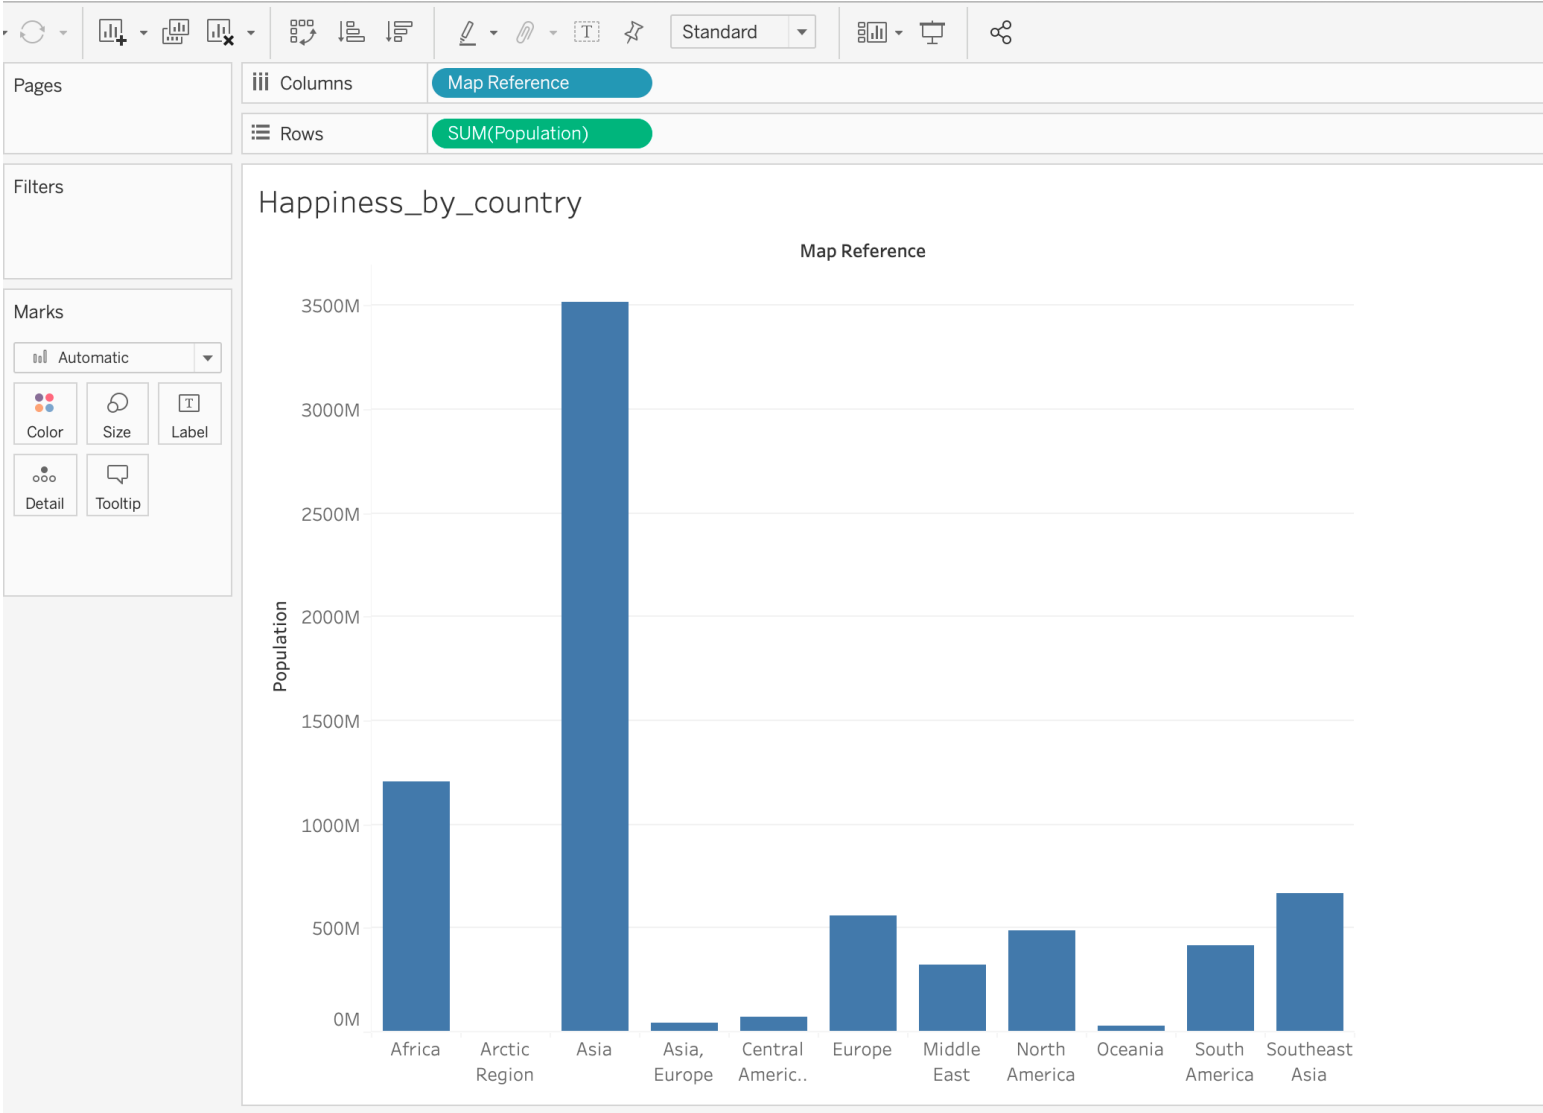 Standard
Pages
Columns
Map Reference
Rows
SUM(Population)
Filters
Happiness_by_country
Map Reference
Marks
Automatic
Color
Size
T
Label
Detail
Tooltip
Population
3500M
3000M
2500M
2000M
1500M
1000M
500M
0M
Africa
Arctic
Region
Asia
Asia,
Europe
Central
Americ..
Europe
Middle
East
North
America
Oceania
South
America
Southeast
Asia